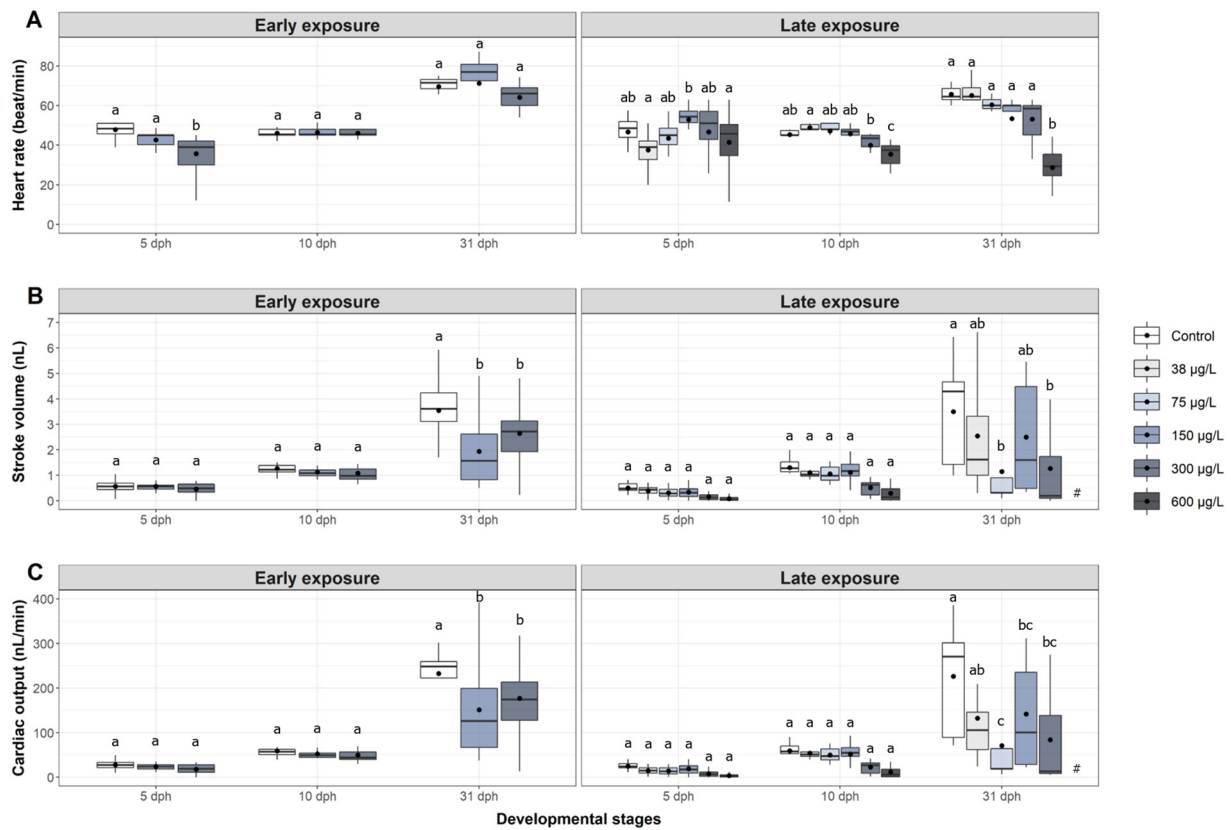 A
Early exposure
Late exposure
Heart rate (beat/min)
80
60
40
20
0
a
a
b
a a a
a
a
a
ab a ab b ab a
ab a a ab b c
a a a a a b
5 dph 10 dph 31 dph
5 dph 10 dph 31 dph
B
Early exposure
Late exposure
Stroke volume (nL)
7
6
5
4
3
2
1
0
a a a
a a a
a b b
a a a a a a
a a a a a a
a ab b ab b #
5 dph 10 dph 31 dph
5 dph 10 dph 31 dph
Control
38 µg/L
75 µg/L
150 µg/L
300 µg/L
600 µg/L
C
Early exposure
Late exposure
Cardiac output (nL/min)
400
300
200
100
0
a a a
a a a
a b b
a a a a a a
a a a a a a
a ab c bc bc #
5 dph 10 dph 31 dph
5 dph 10 dph 31 dph
Developmental stages